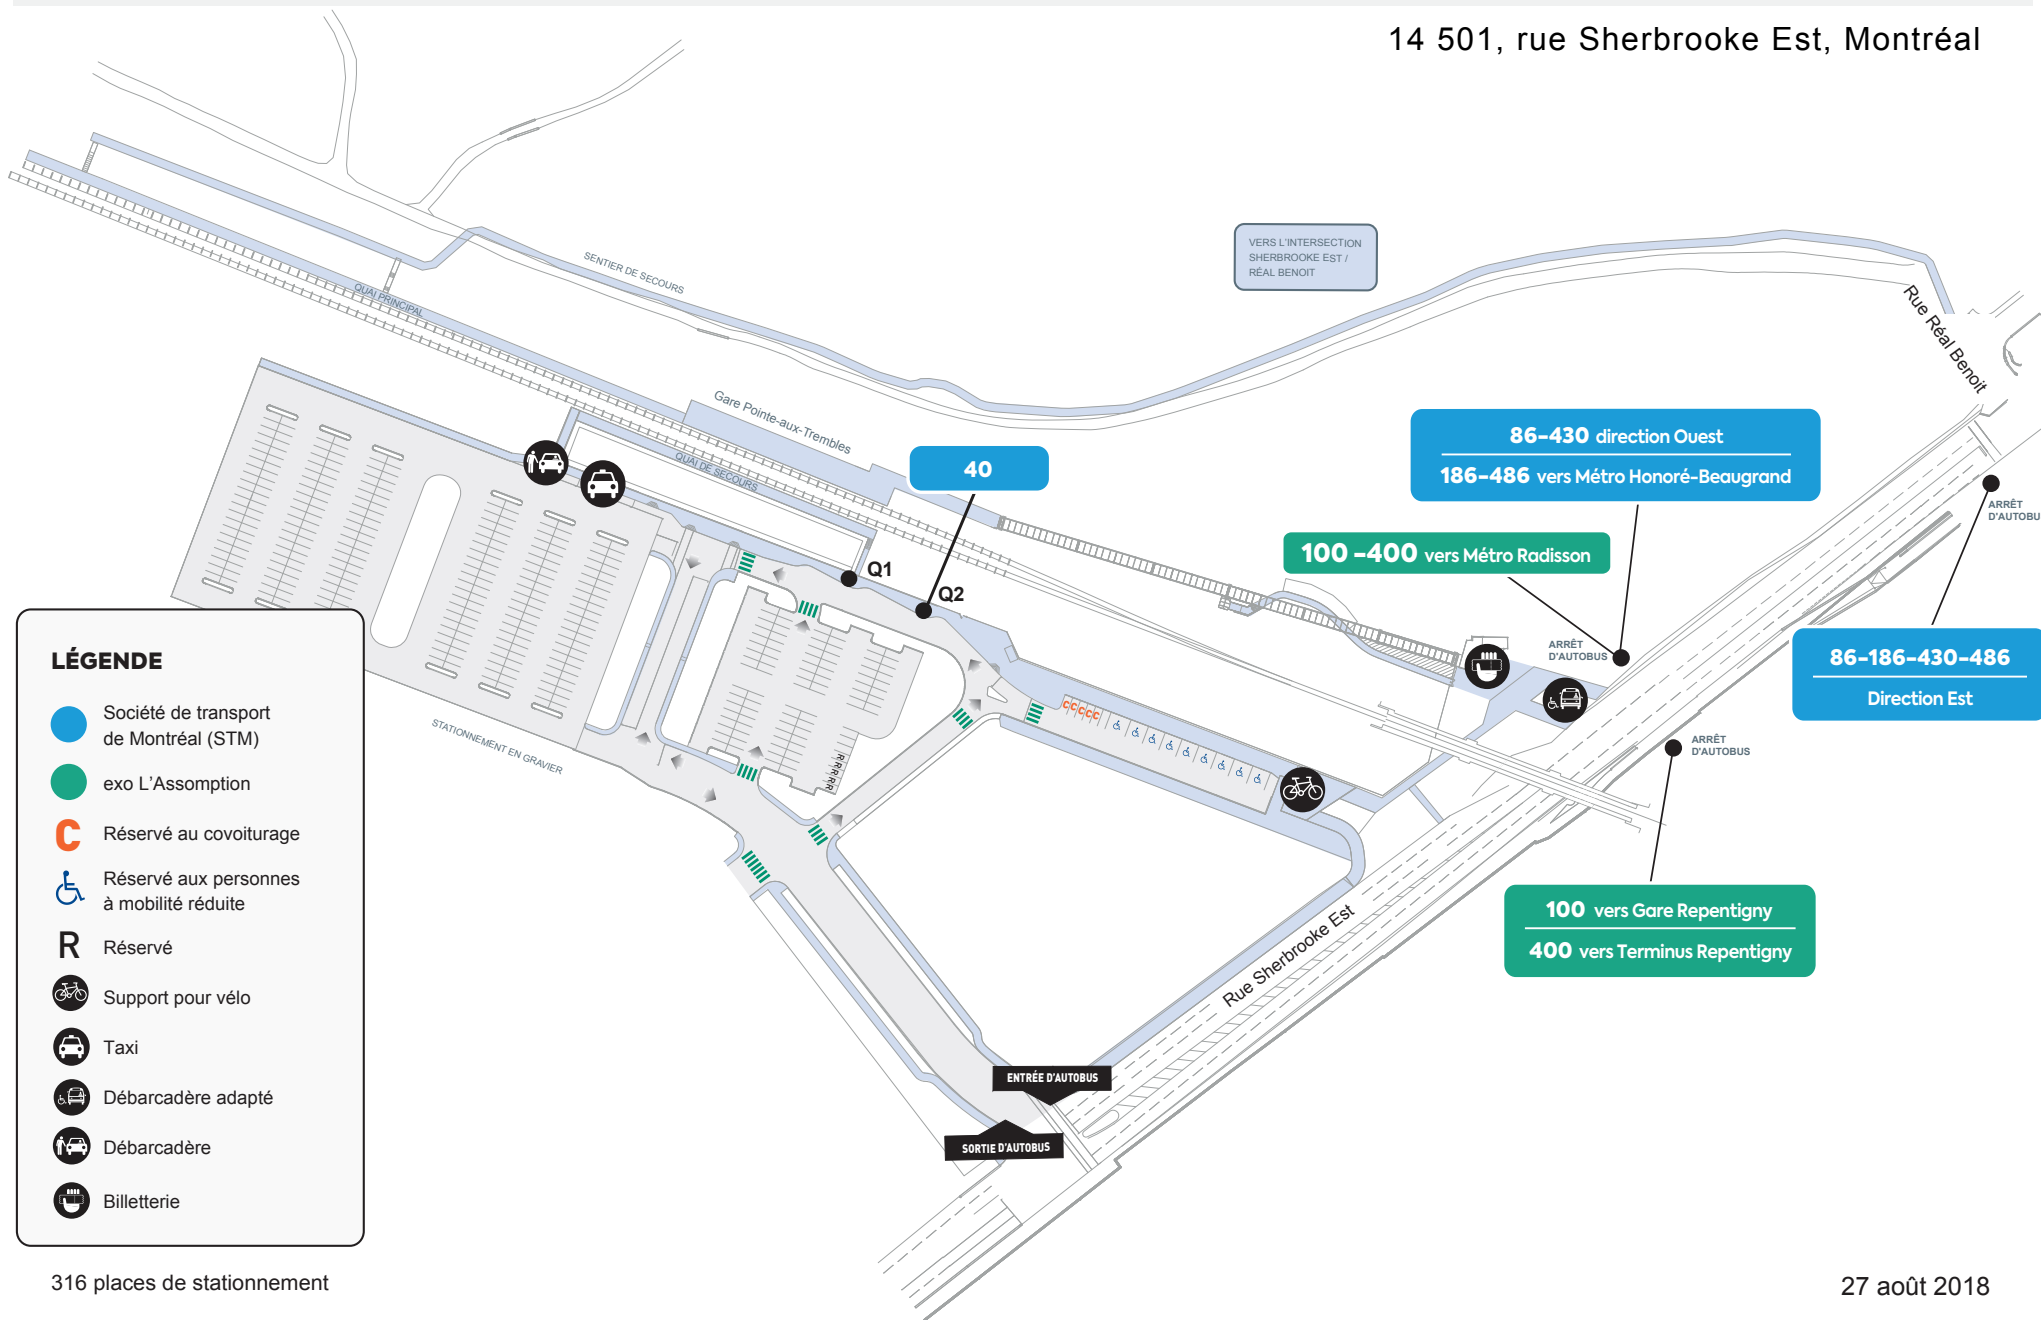 14 501, rue Sherbrooke Est, Montréal
VERS L'INTERSECTION
SHERBROOKE EST /
RÉAL BENOIT
SENTIER DE SECOURS
QUAI PRINCIPAL
Rue Réal Benoit
Gare Pointe-aux-Trembles
QUAI DE SECOURS
40
86-430 direction Ouest
186-486 vers Métro Honoré-Beaugrand
ARRÊT
D'AUTOBU
100 -400 vers Métro Radisson
Q1
Q2
ARRÊT
D'AUTOBUS
86-186-430-486
Direction Est
ARRÊT
D'AUTOBUS
CCCCC
STATIONNEMENT EN GRAVIER
RRRRR
100 vers Gare Repentigny
400 vers Terminus Repentigny
Rue Sherbrooke Est
ENTRÉE D'AUTOBUS
SORTIE D'AUTOBUS
LÉGENDE
Société de transport
de Montréal (STM)
exo L'Assomption
C Réservé au covoiturage
Réservé aux personnes
à mobilité réduite
R Réservé
Support pour vélo
Taxi
Débarcadère adapté
Débarcadère
Billetterie
316 places de stationnement
27 août 2018